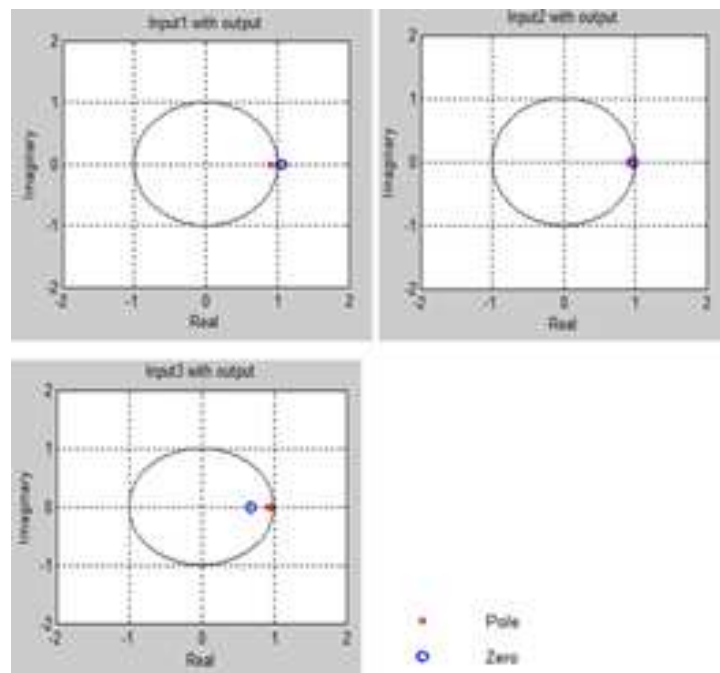 Input1 with output
2
1
0
-1
-2
Imaginary
-2 -1 0 1 2
Real
Input2 with output
2
1
0
-1
-2
Imaginary
-2 -1 0 1 2
Real
Input3 with output
2
1
0
-1
-2
Imaginary
-2 -1 0 1 2
Real
Pole
Zero